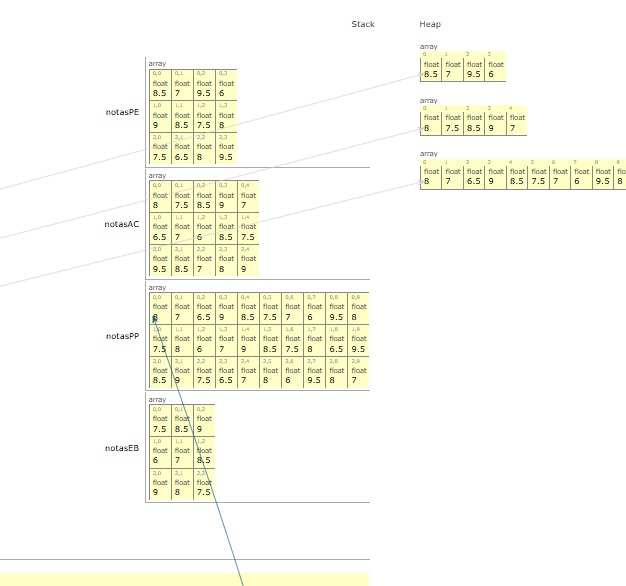 Stack Heap
array
0 1 2 3
float float float float
8.5 7 9.5 6
array
0 1 2 3 4
float float float float float
8 7.5 8.5 9 7
array
0 1 2 3 4 5 6 7 8 9
float float float float float float float float float flo
8 7 6.5 9 8.5 7.5 7 6 9.5 8
notasPE
array
0,0 0,1 0,2 0,3
float float float float
8.5 7 9.5 6
1,0 1,1 1,2 1,3
float float float float
9 8.5 7.5 8
2,0 2,1 2,2 2,3
float float float float
7.5 6.5 8 9.5
notasAC
array
0,0 0,1 0,2 0,3 0,4
float float float float float
8 7.5 8.5 9 7
1,0 1,1 1,2 1,3 1,4
float float float float float
6.5 7 6 8.5 7.5
2,0 2,1 2,2 2,3 2,4
float float float float float
9.5 8.5 7 8 9
notasPP
array
0,0 0,1 0,2 0,3 0,4 0,5 0,6 0,7 0,8 0,9
float float float float float float float float float float
8 7 6.5 9 8.5 7.5 7 6 9.5 8
1,0 1,1 1,2 1,3 1,4 1,5 1,6 1,7 1,8 1,9
float float float float float float float float float float
7.5 8 6 7 9 8.5 7.5 8 6.5 9.5
2,0 2,1 2,2 2,3 2,4 2,5 2,6 2,7 2,8 2,9
float float float float float float float float float float
8.5 9 7.5 6.5 7 8 6 9.5 8 7
notasEB
array
0,0 0,1 0,2
float float float
7.5 8.5 9
1,0 1,1 1,2
float float float
6 7 8.5
2,0 2,1 2,2
float float float
9 8 7.5